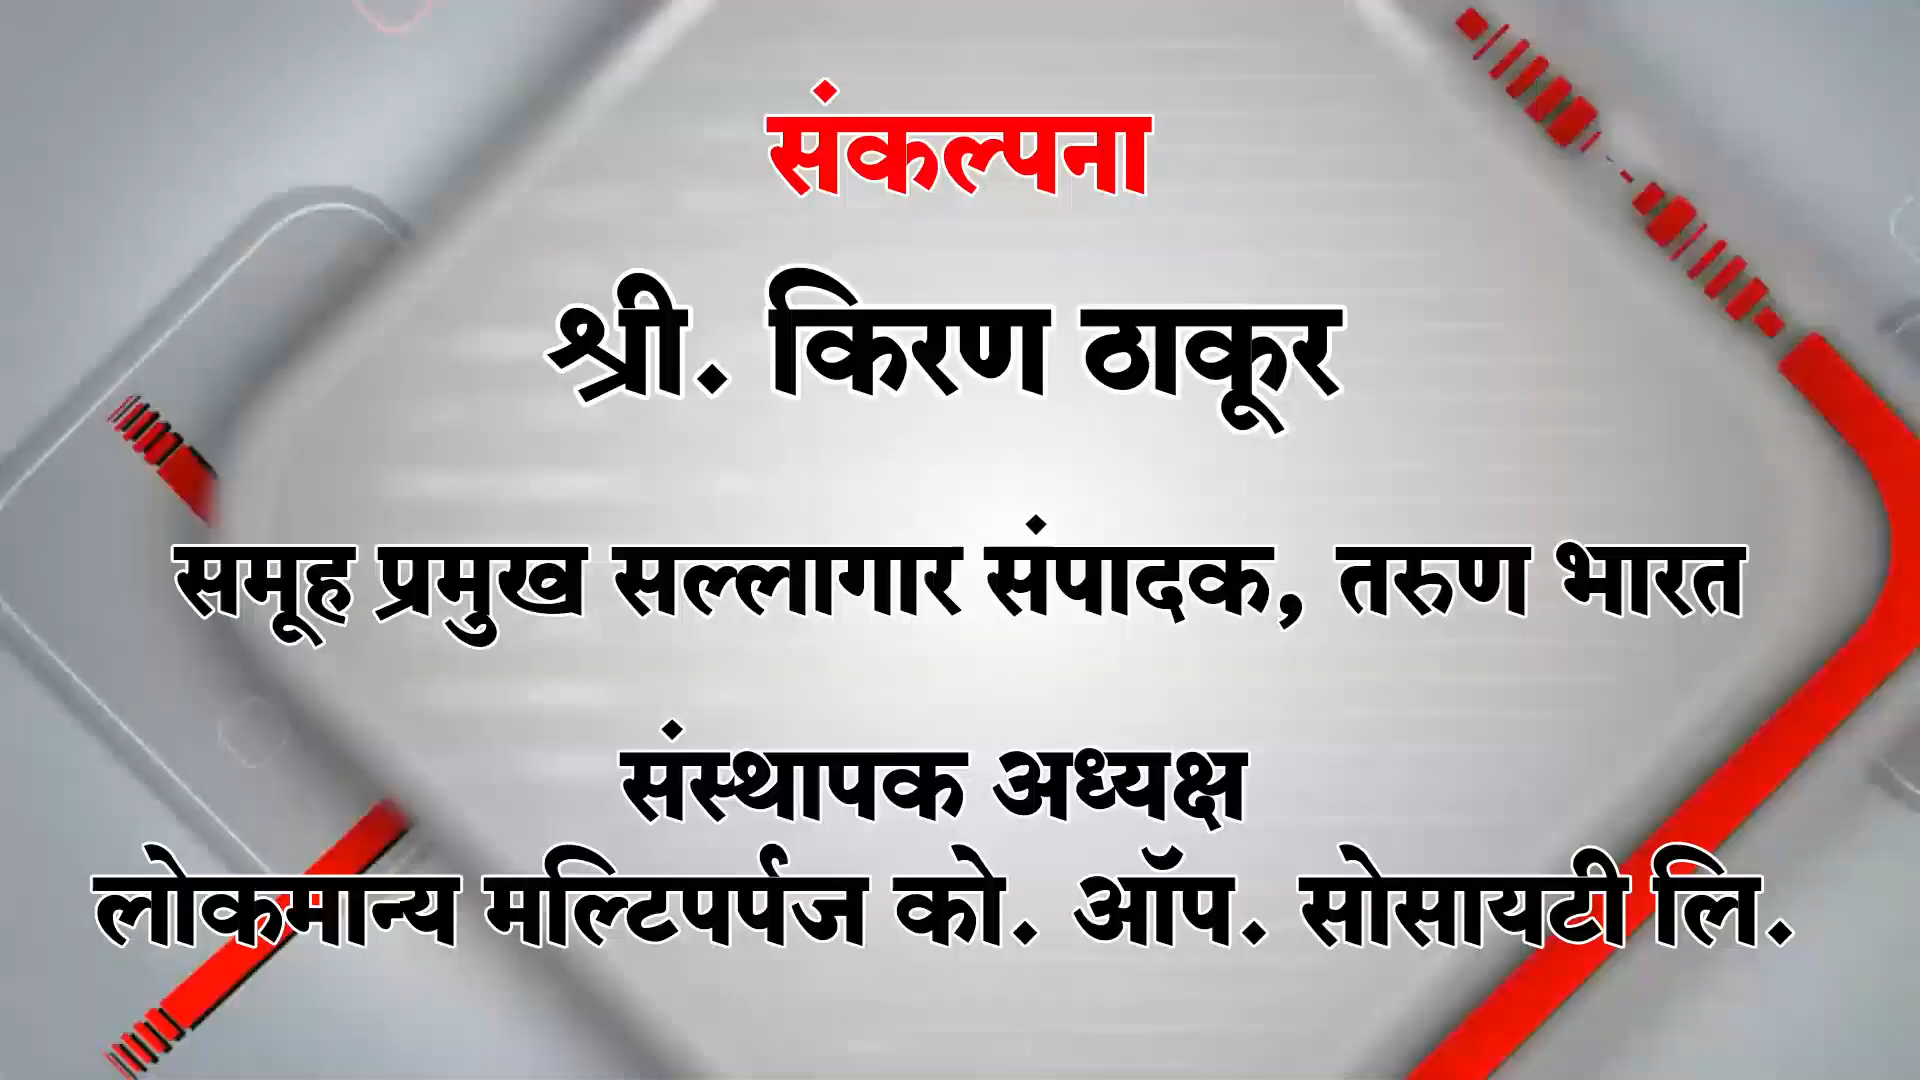 संकल्पना
श्री. किरण ठाकूर
समूह प्रमुख सल्लागार संपादक, तरुण भारत
संस्थापक अध्यक्ष
लोकमान्य मल्टिपर्पज को. ऑप. सोसायटी लि.